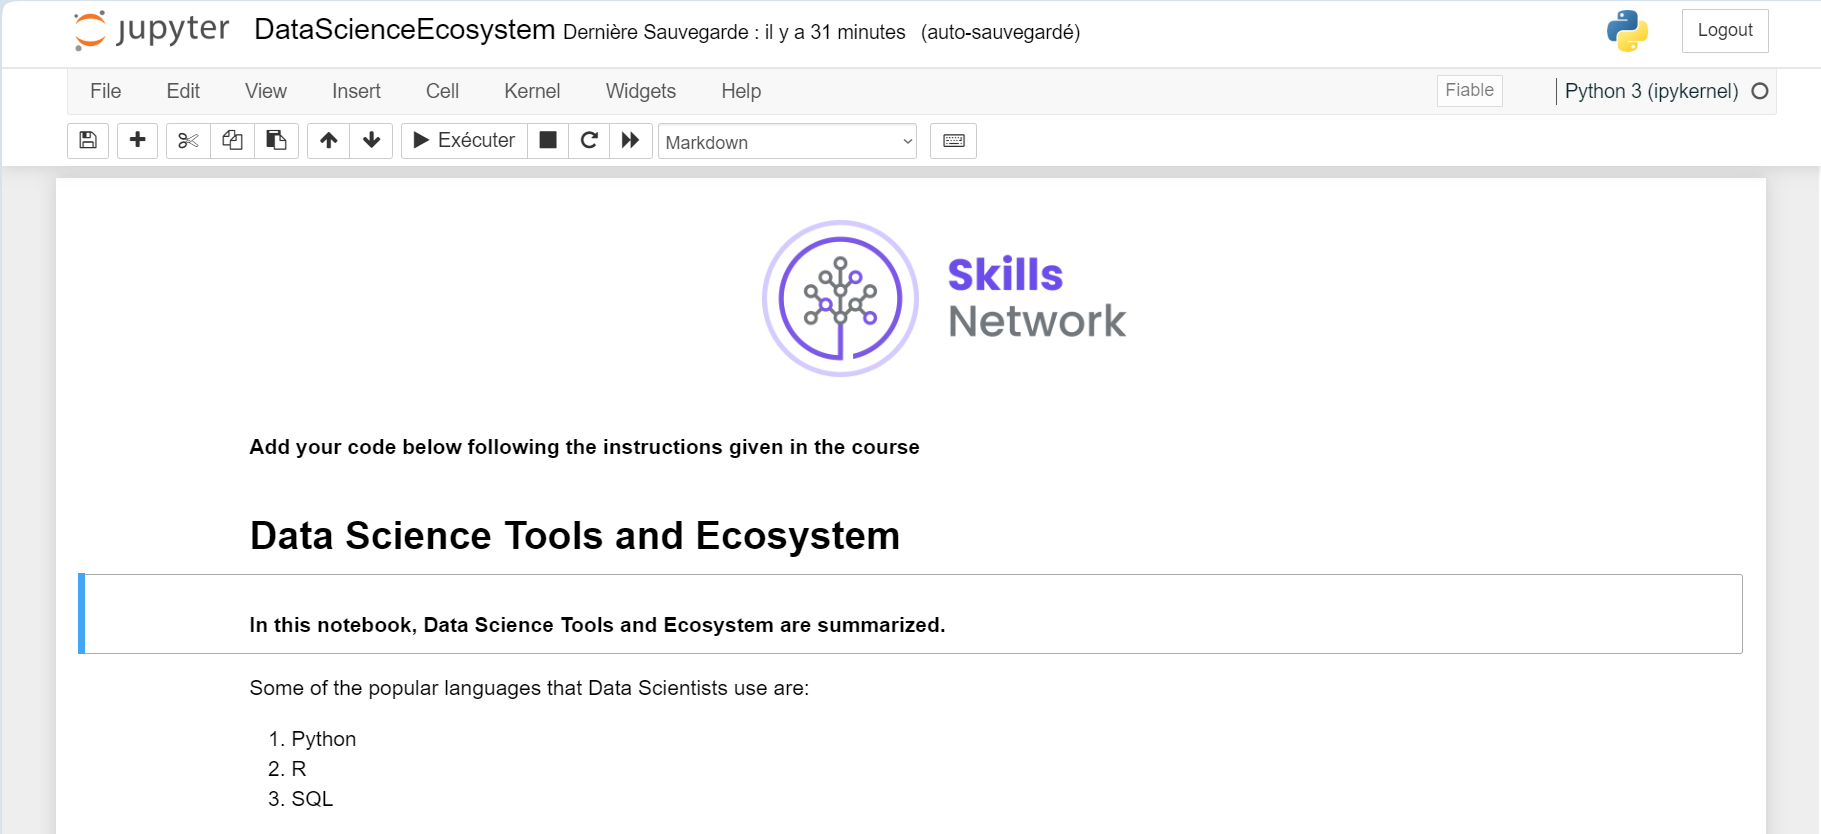 jupyter DataScienceEcosystem Dernière Sauvegarde : il y a 31 minutes (auto-sauvegardé) Logout
File Edit View Insert Cell Kernel Widgets Help Fiable Python 3 (ipykernel)
Exécuter Markdown
Skills
Network
Add your code below following the instructions given in the course
Data Science Tools and Ecosystem
In this notebook, Data Science Tools and Ecosystem are summarized.
Some of the popular languages that Data Scientists use are:
1. Python
2. R
3. SQL